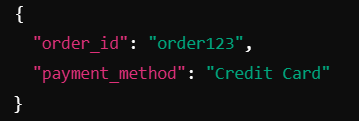 {
  "order_id": "order123",
  "payment_method": "Credit Card"
}